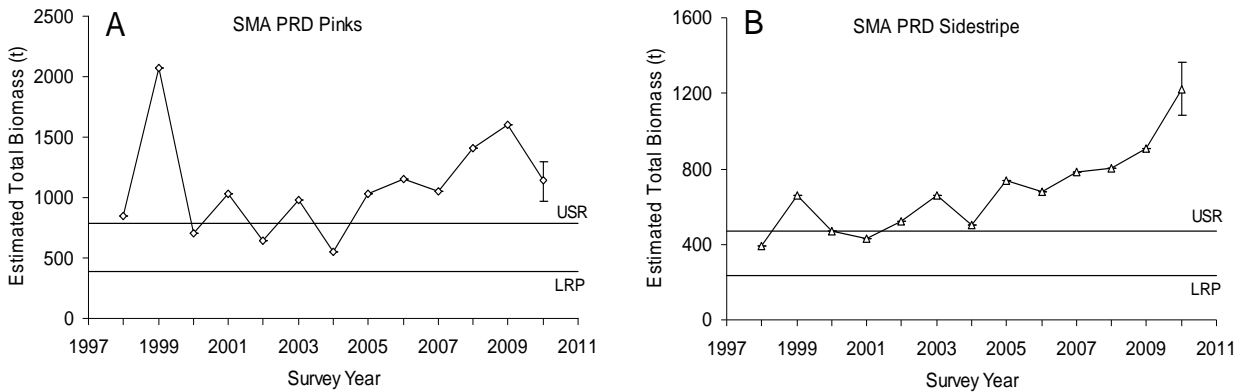 A
SMA PRD Pinks
Estimated Total Biomass (t)
2500
2000
1500
1000
500
0
USR
LRP
1997 1999 2001 2003 2005 2007 2009 2011
Survey Year
B
SMA PRD Sidestripe
Estimated Total Biomass (t)
1600
1200
800
400
0
USR
LRP
1997 1999 2001 2003 2005 2007 2009 2011
Survey Year